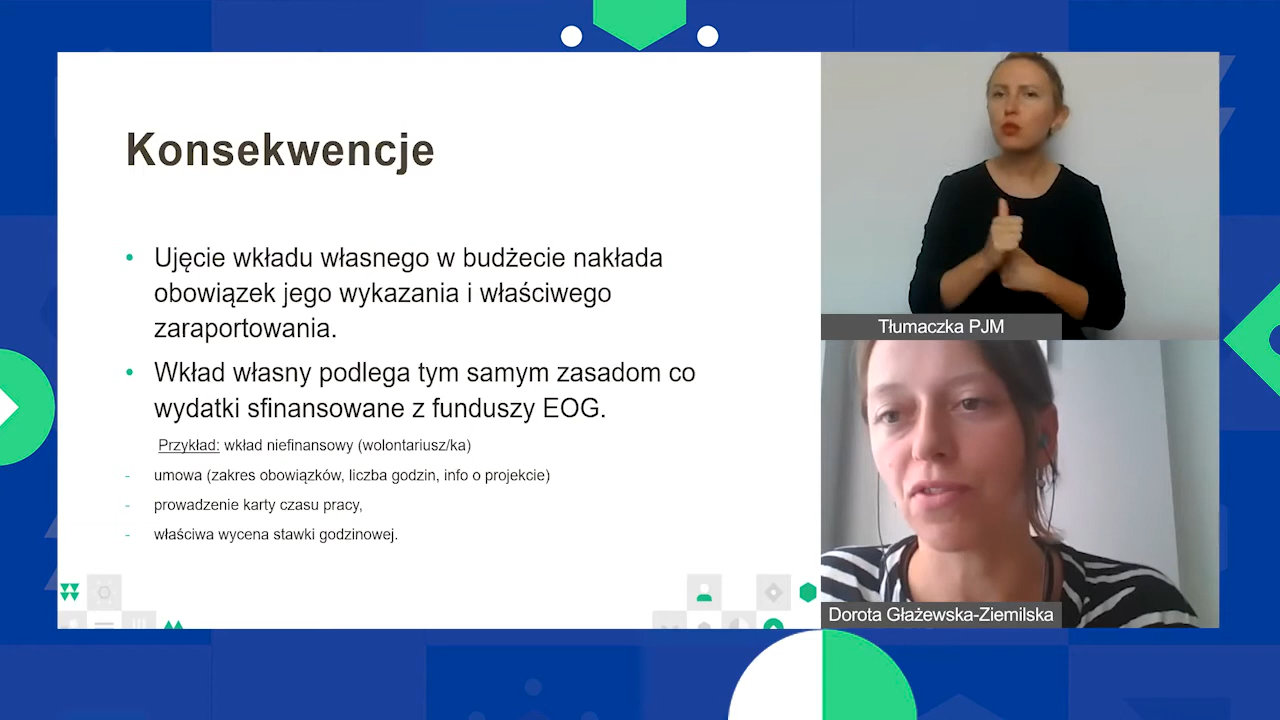 Konsekwencje
• Ujęcie wkładu własnego w budżecie nakłada
obowiązek jego wykazania i właściwego
zaraportowania.
• Wkład własny podlega tym samym zasadom co
wydatki sfinansowane z funduszy EOG.
Przykład: wkład niefinansowy (wolontariusz/ka)
- umowa (zakres obowiązków, liczba godzin, info o projekcie)
- prowadzenie karty czasu pracy,
- właściwa wycena stawki godzinowej.
Tłumaczka PJM
Dorota Głażewska-Ziemilska